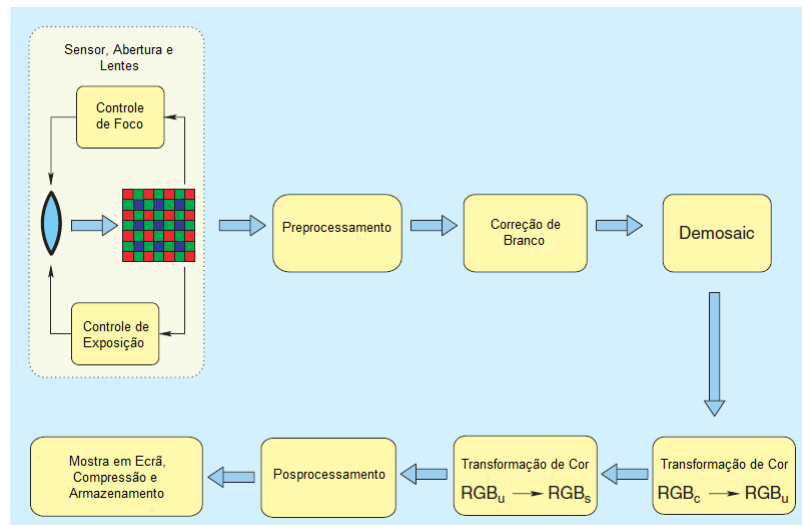 Sensor, Abertura e
Lentes
Controle
de Foco
Controle de
Exposição
Preprocessamento
Correção de
Branco
Demosaic
Transformação de Cor
RGBc → RGBu
Transformação de Cor
RGBu → RGBs
Posprocessamento
Mostra em Ecrã,
Compressão e
Armazenamento